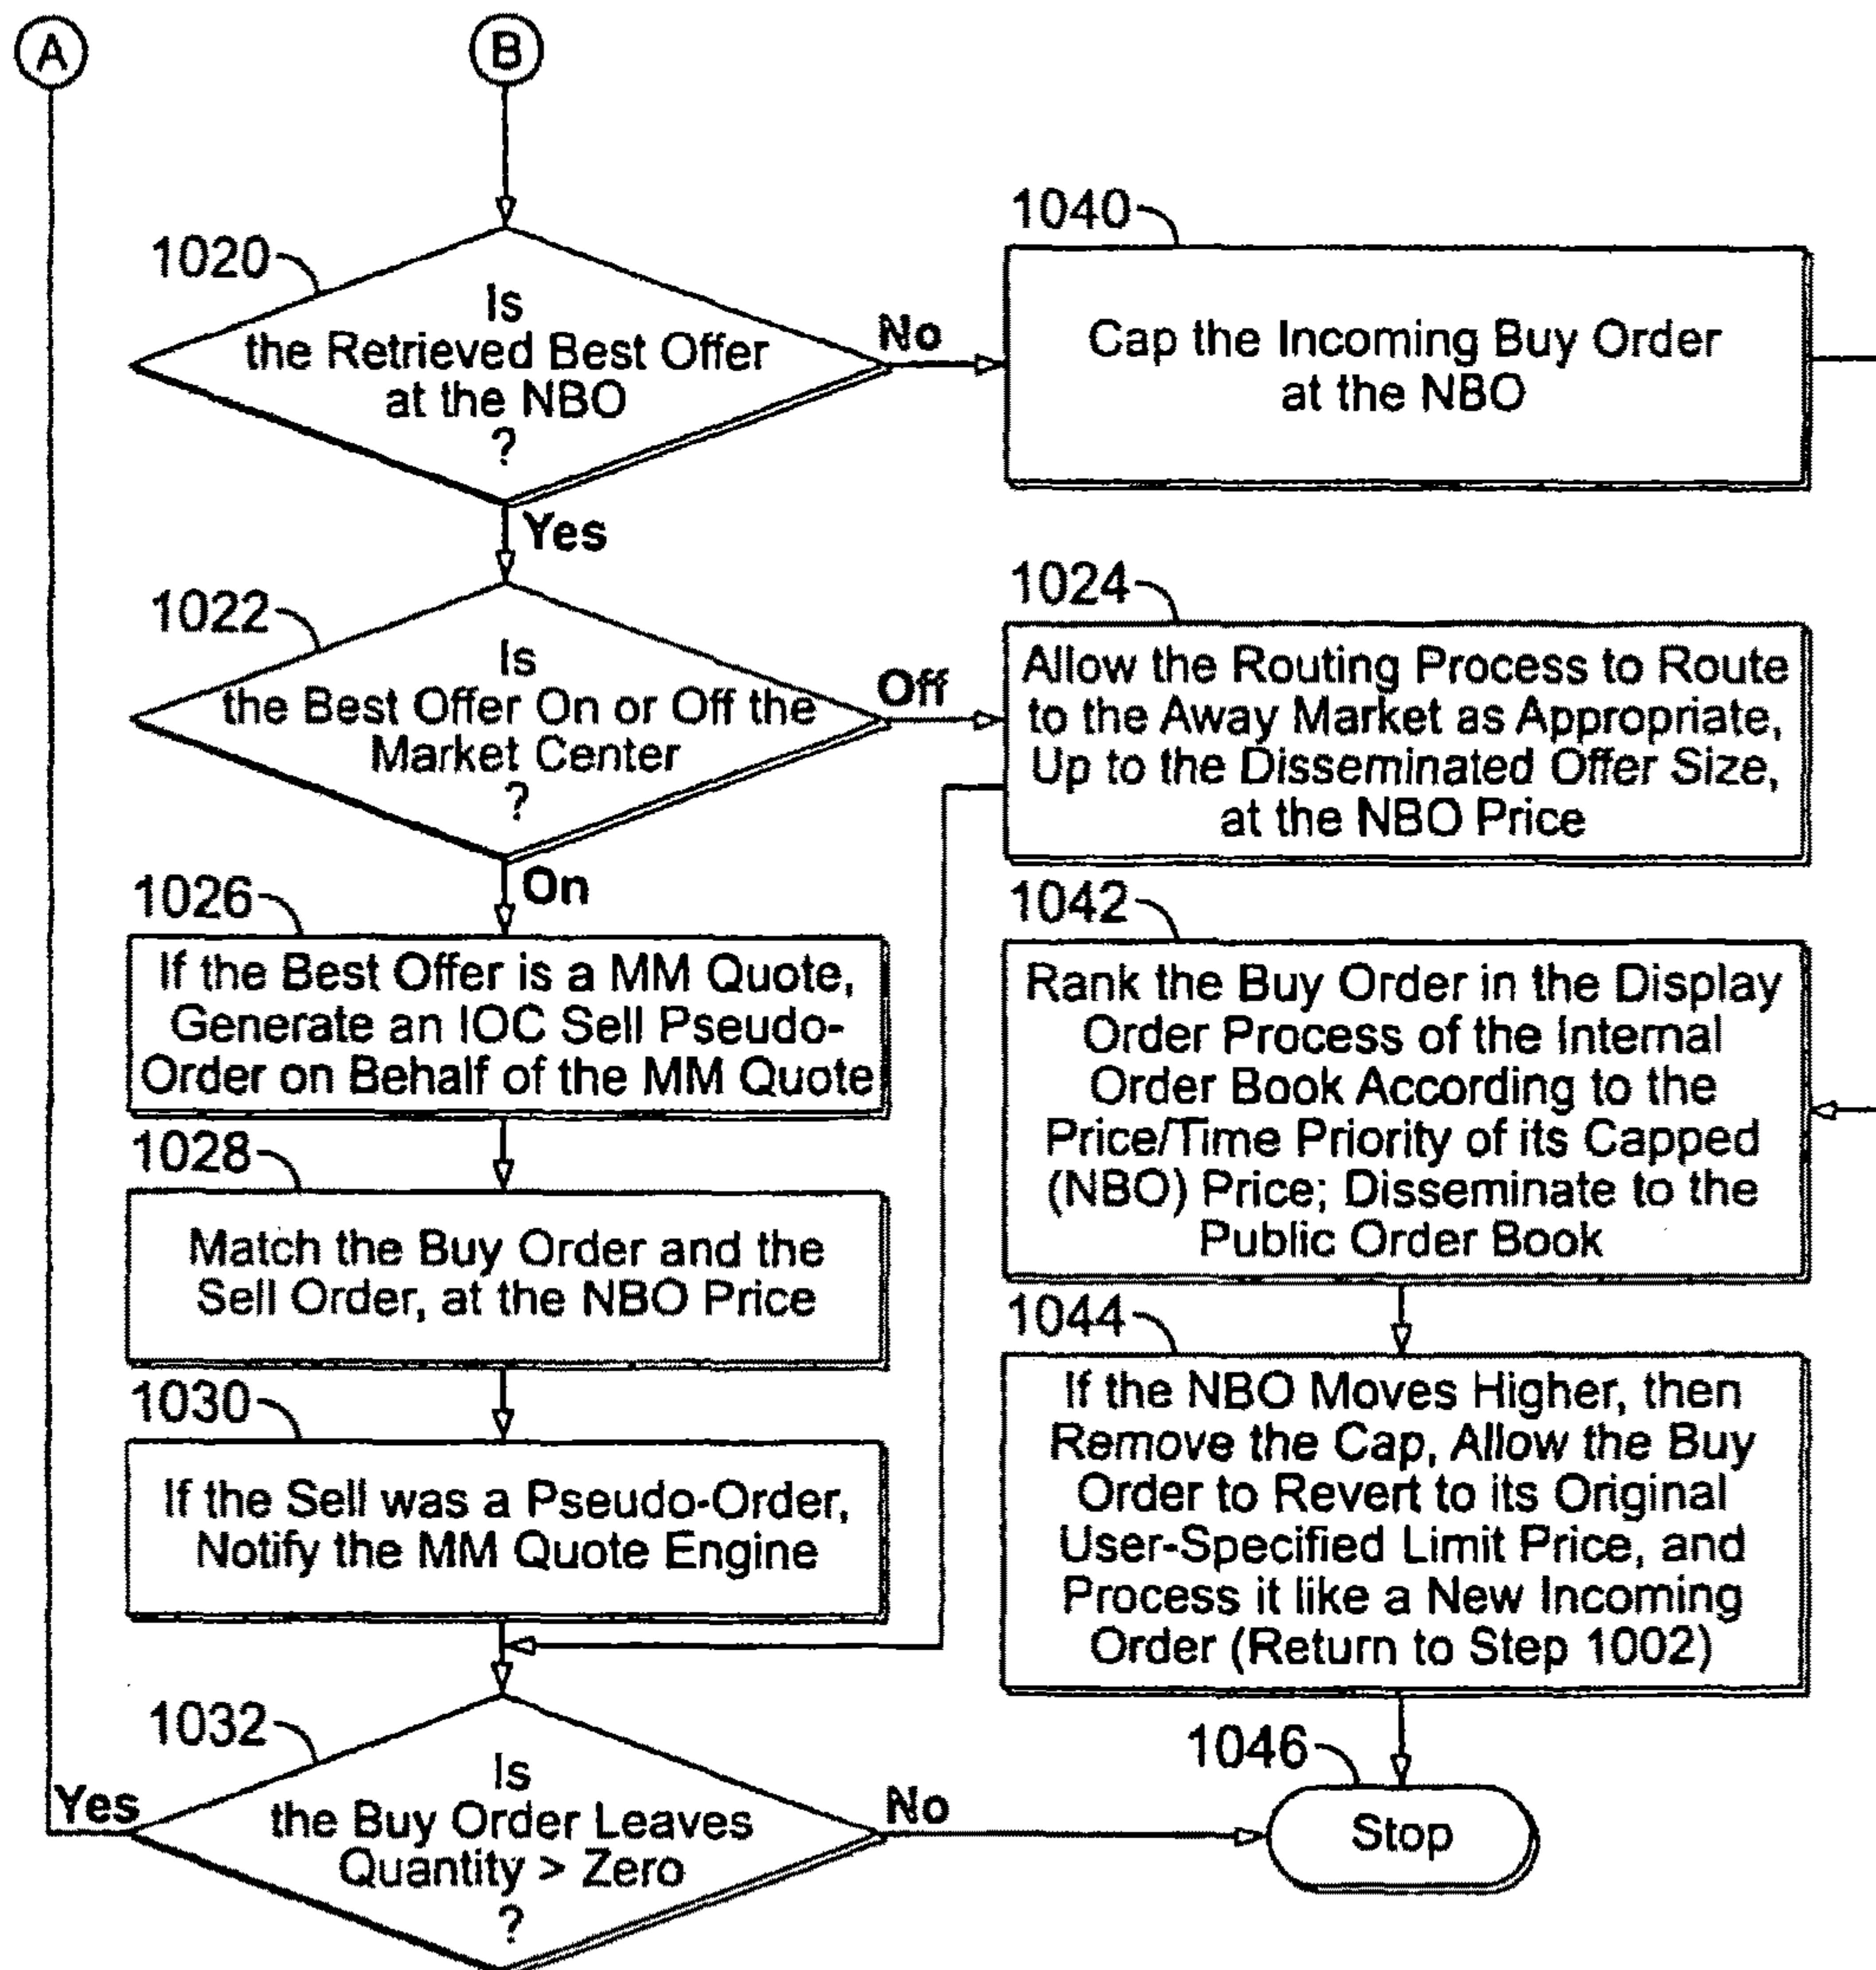 A
B
1020
Is
the Retrieved Best Offer
at the NBO
?
No
Yes
1040
Cap the Incoming Buy Order
at the NBO
1022
Is
the Best Offer On or Off the
Market Center
?
Off
On
1024
Allow the Routing Process to Route
to the Away Market as Appropriate,
Up to the Disseminated Offer Size,
at the NBO Price
1026
If the Best Offer is a MM Quote,
Generate an IOC Sell Pseudo-
Order on Behalf of the MM Quote
1028
Match the Buy Order and the
Sell Order, at the NBO Price
1030
If the Sell was a Pseudo-Order,
Notify the MM Quote Engine
1042
Rank the Buy Order in the Display
Order Process of the Internal
Order Book According to the
Price/Time Priority of its Capped
(NBO) Price; Disseminate to the
Public Order Book
1044
If the NBO Moves Higher, then
Remove the Cap, Allow the Buy
Order to Revert to its Original
User-Specified Limit Price, and
Process it like a New Incoming
Order (Return to Step 1002)
1032
Is
the Buy Order Leaves
Quantity > Zero
?
Yes
No
1046
Stop